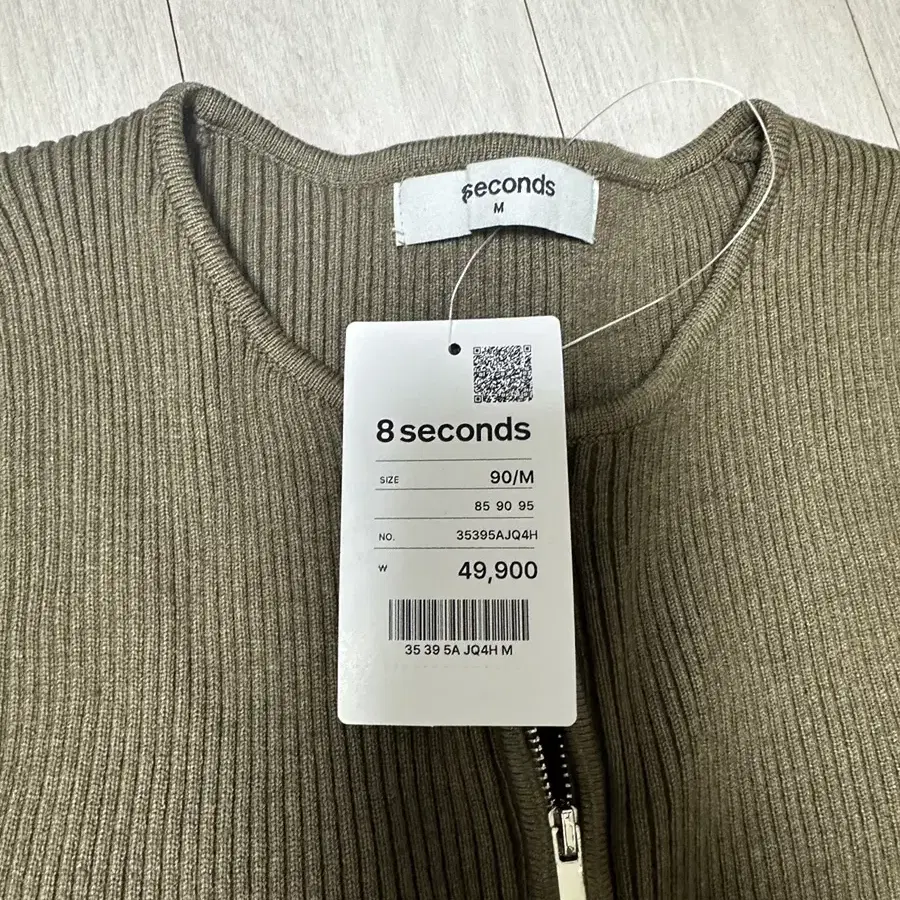 seconds
M
8 seconds
SIZE 90/M
85 90 95
NO. 35395AJQ4H
₩ 49,900
35 39 5A JQ4H M